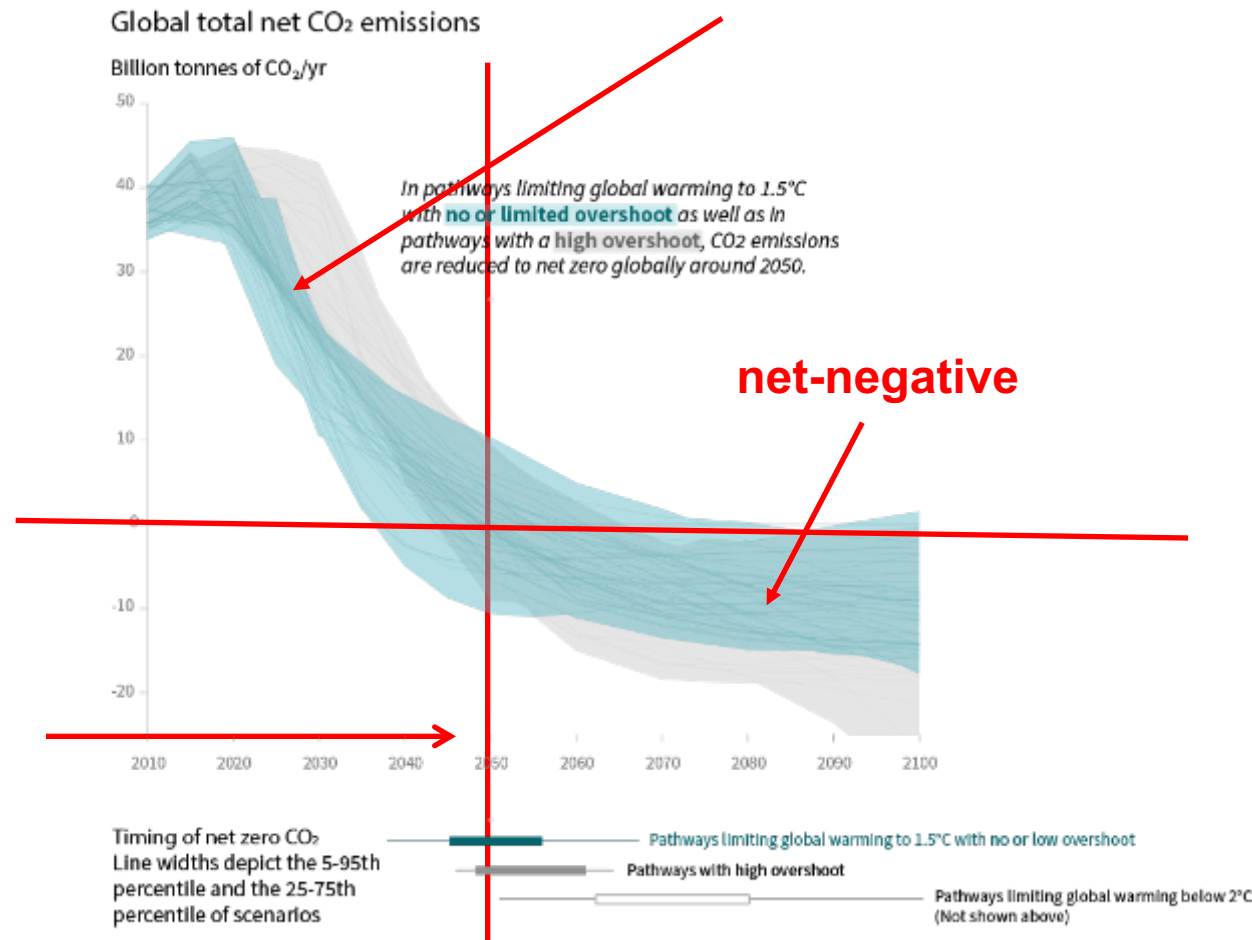 Global total net CO₂ emissions
Billion tonnes of CO₂/yr
50
40
30
20
10
0
-10
-20
In pathways limiting global warming to 1.5°C
with no or limited overshoot as well as in
pathways with a high overshoot, CO2 emissions
are reduced to net zero globally around 2050.
net-negative
2010 2020 2030 2040 2050 2060 2070 2080 2090 2100
Timing of net zero CO₂
Line widths depict the 5-95th
percentile and the 25-75th
percentile of scenarios
Pathways limiting global warming to 1.5°C with no or low overshoot
Pathways with high overshoot
Pathways limiting global warming below 2°C
(Not shown above)